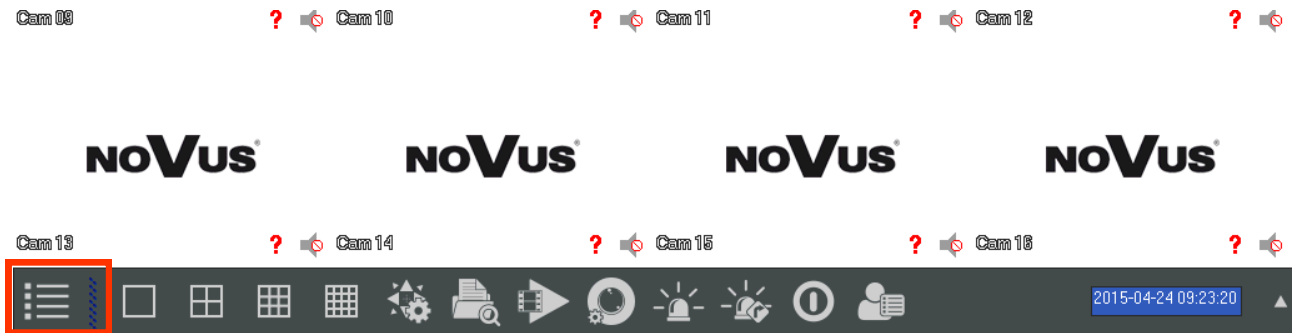 Cam 09 ? Cam 10 ? Cam 11 ? Cam 12 ?
NOVUS® NOVUS® NOVUS® NOVUS®
Cam 13 ? Cam 14 ? Cam 15 ? Cam 16 ?
2015-04-24 09:23:20